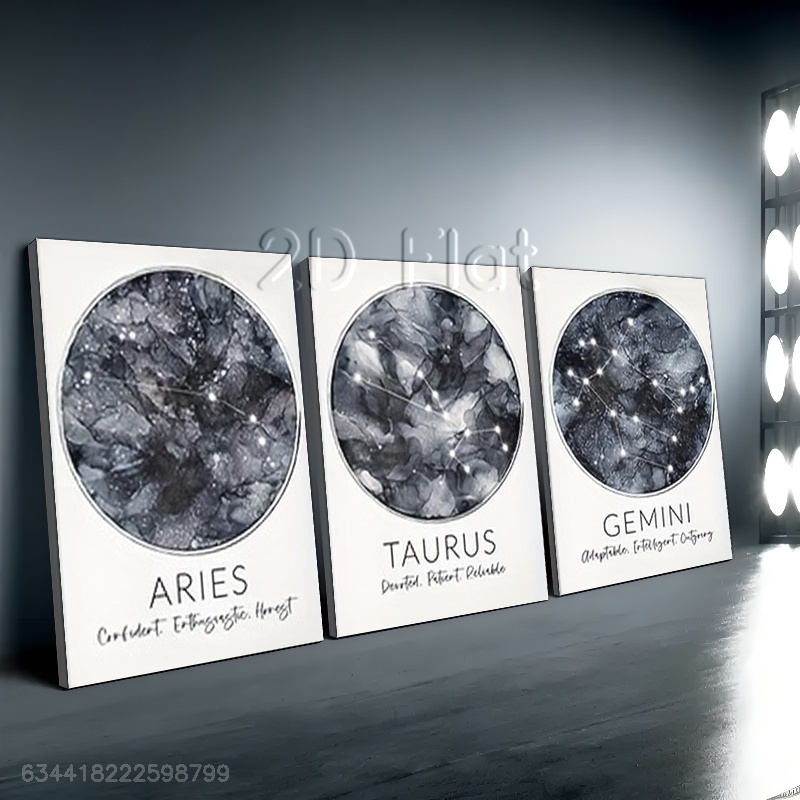 2D Flat
ARIES
Confident, Enthusiastic, Honest
TAURUS
Devoted, Patient, Reliable
GEMINI
Adaptable, Intelligent, Outgoing
634418222598799